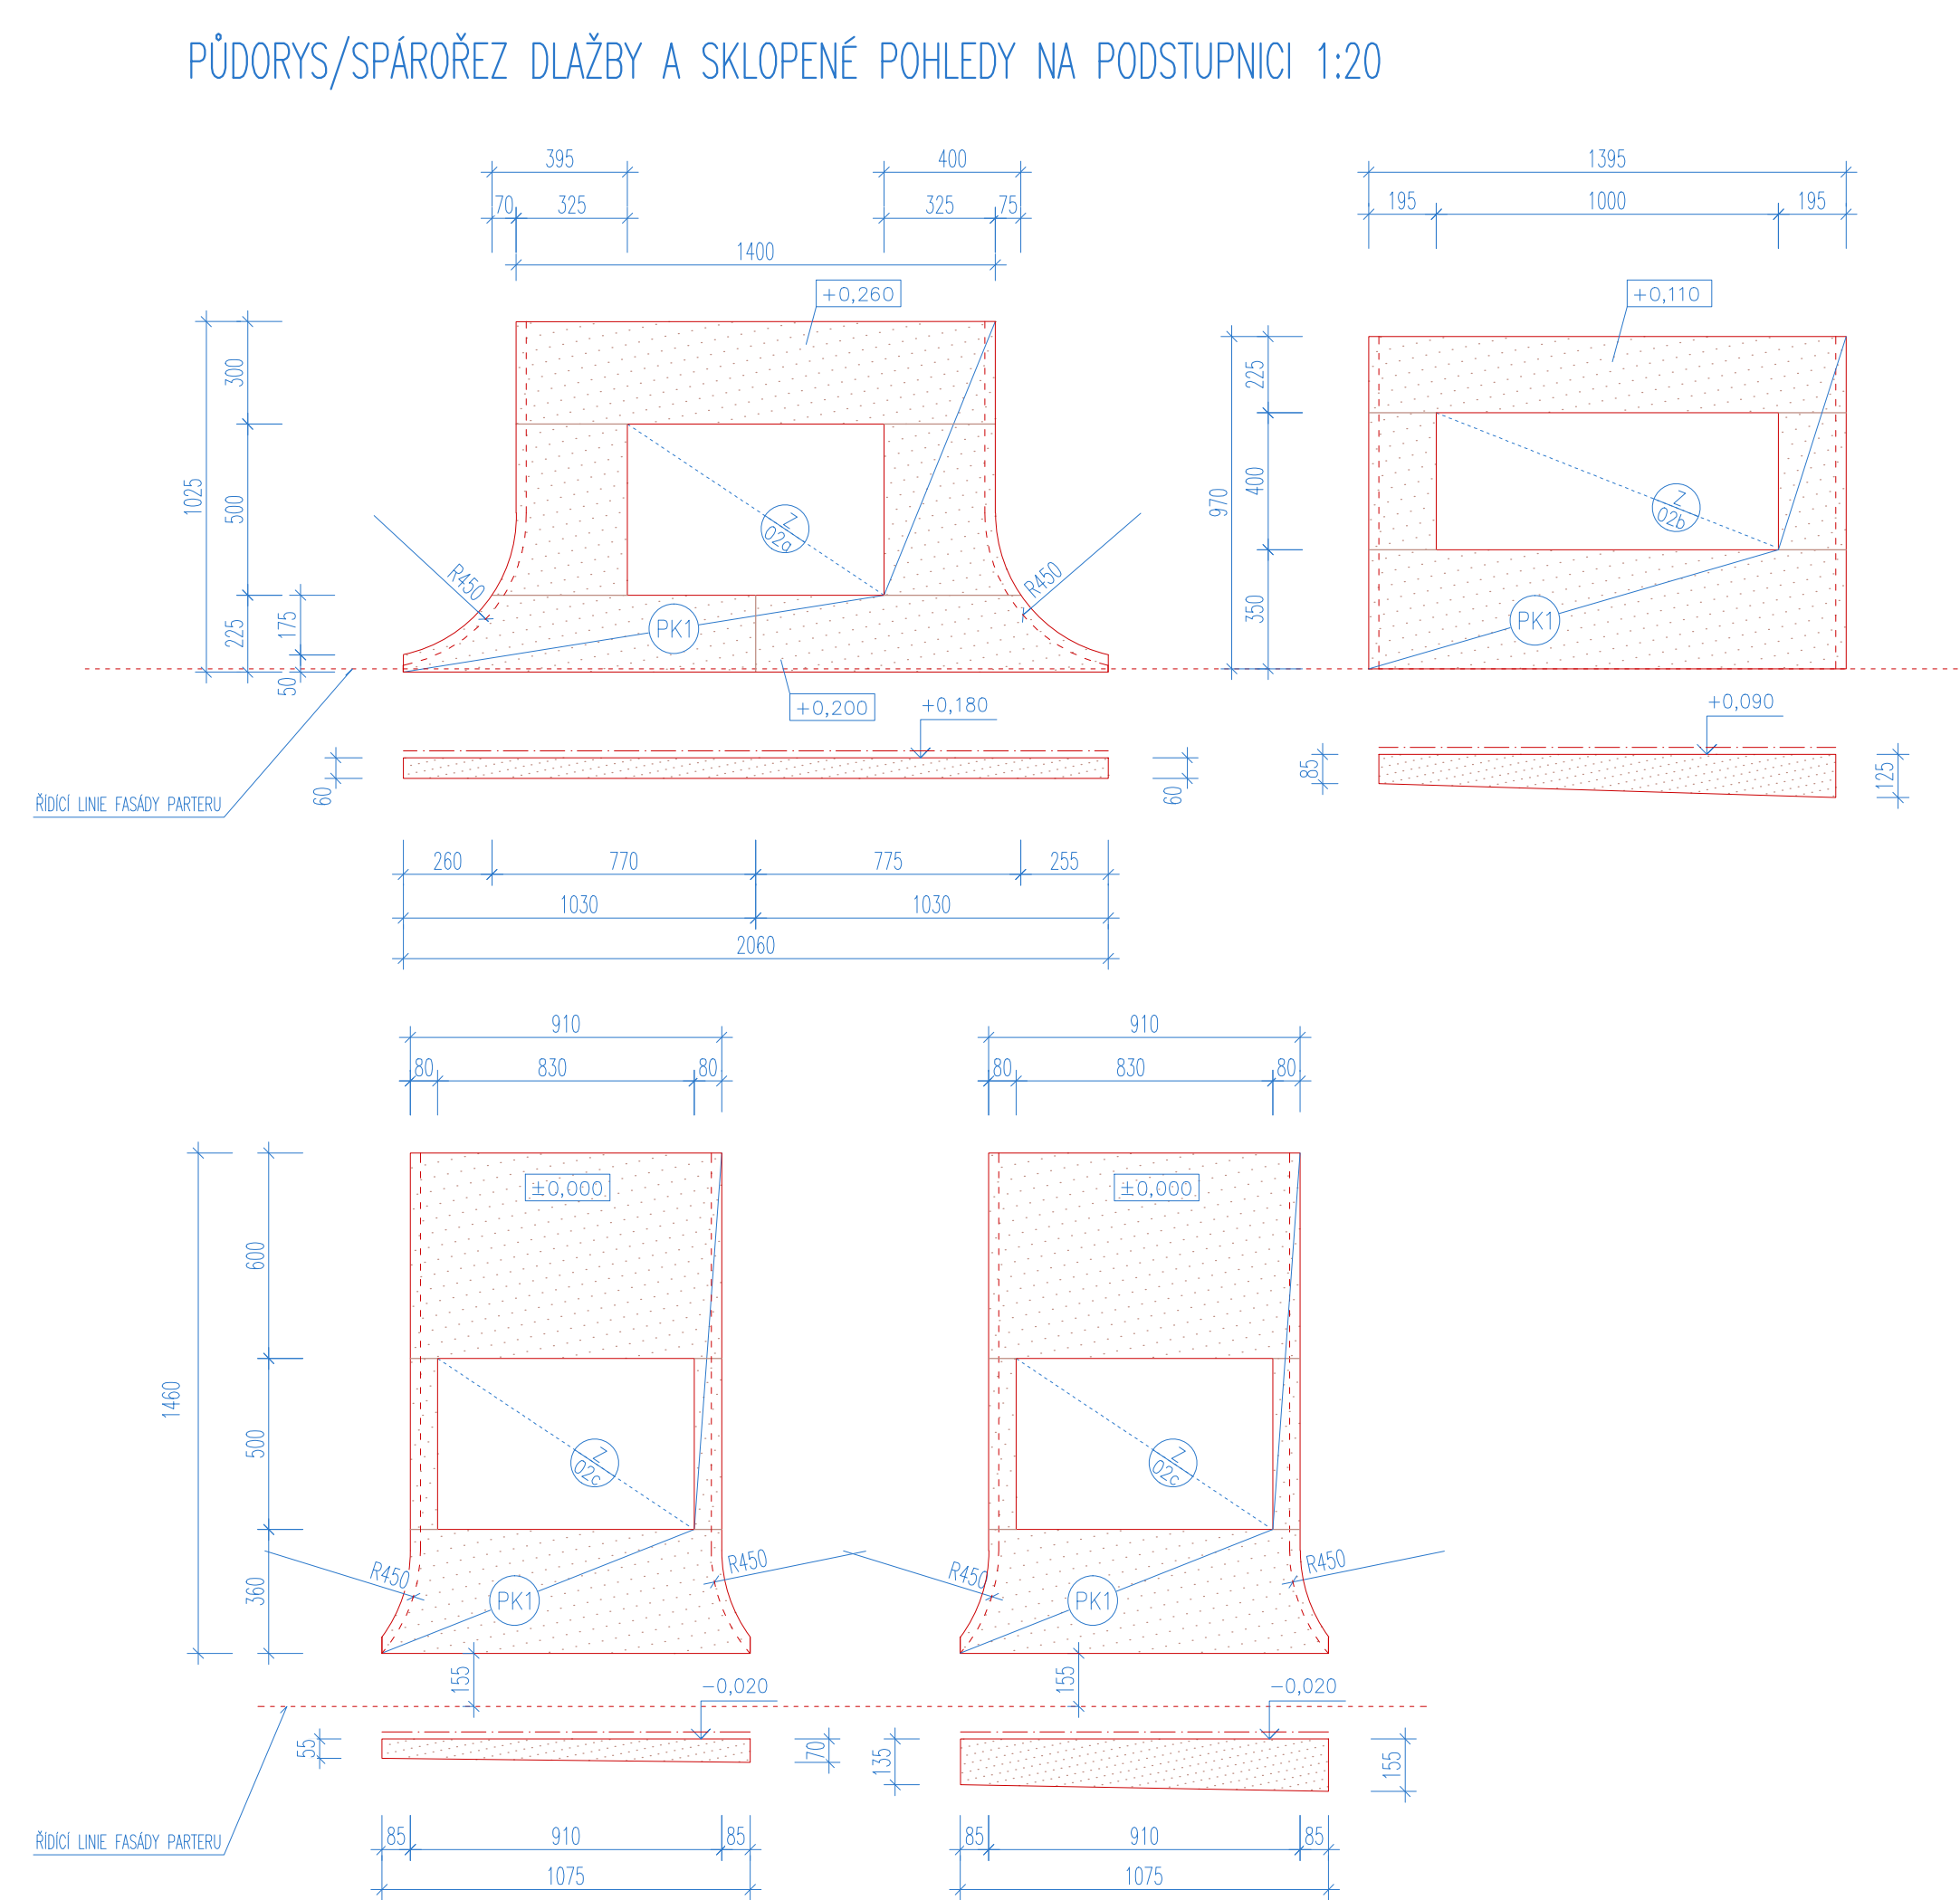 PŮDORYS/SPÁROŘEZ DLAŽBY A SKLOPENÉ POHLEDY NA PODSTUPNICI 1:20
395 400 1395
70 325 325 75 195 1000 195
1400
+0,260 +0,110
1025 300 500 225 175 50
970 225 400 350
Z 02a
Z 02b
R450 R450
PK1 PK1
+0,200 +0,180 +0,090
60 60 85 125
ŘÍDÍCÍ LINIE FASÁDY PARTERU
260 770 775 255
1030 1030
2060
910 910
80 830 80 80 830 80
±0,000 ±0,000
1460 600 500 360
Z 02c Z 02c
R450 R450 R450 R450
PK1 PK1
155 155
-0,020 -0,020
55 70 135 155
ŘÍDÍCÍ LINIE FASÁDY PARTERU
85 910 85 85 910 85
1075 1075